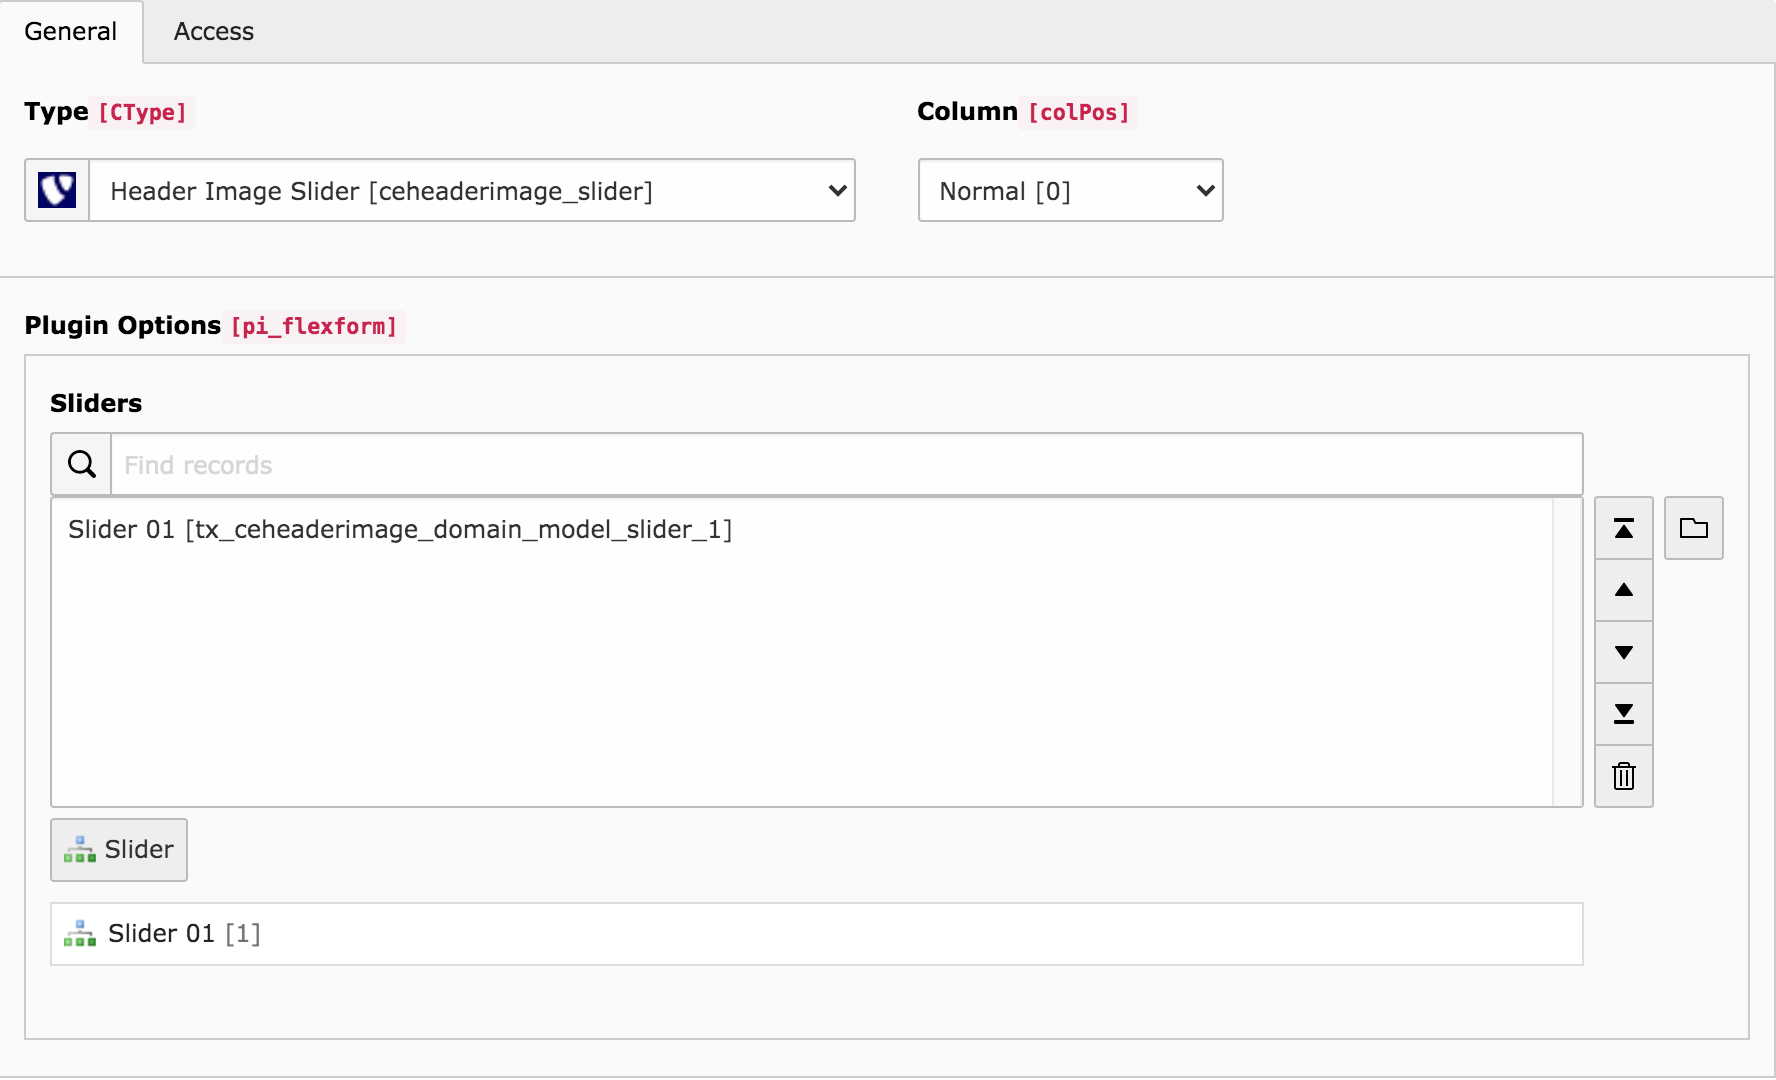 General Access
Type [CType] Column [colPos]
Header Image Slider [ceheaderimage_slider] Normal [0]
Plugin Options [pi_flexform]
Sliders
Find records
Slider 01 [tx_ceheaderimage_domain_model_slider_1]
Slider
Slider 01 [1]